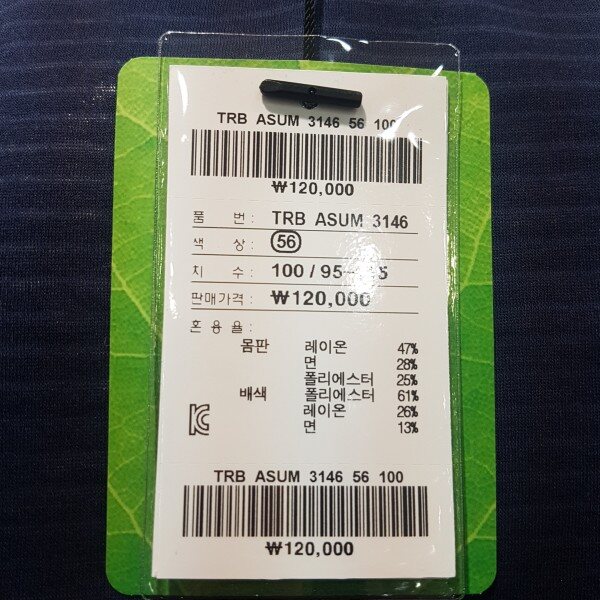 TRB ASUM 3146 56 100
₩120,000
품 번 : TRB ASUM 3146
색 상 : 56
치 수 : 100 / 95
판매가격 : ₩120,000
혼 용 율 :
몸판 레이온 47%
면 28%
폴리에스터 25%
배색 폴리에스터 61%
레이온 26%
면 13%
KC
TRB ASUM 3146 56 100
₩120,000